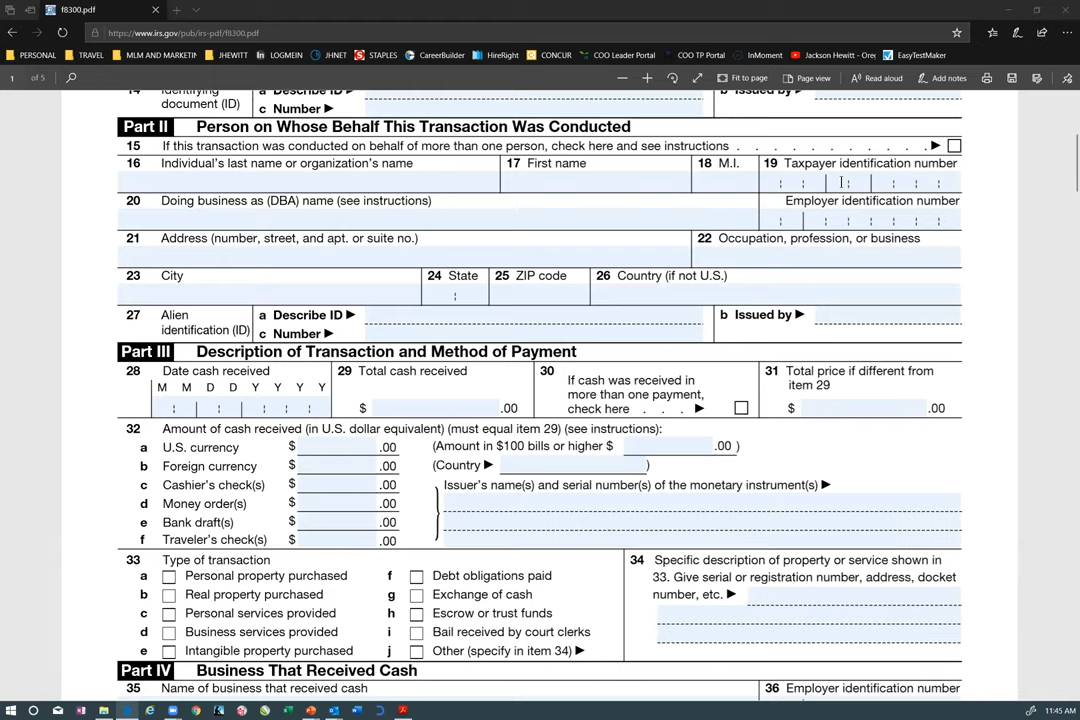 f8300.pdf
https://www.irs.gov/pub/irs-pdf/f8300.pdf
PERSONAL TRAVEL MLM AND MARKETIN JHEWITT LOGMEIN JHNET STAPLES CareerBuilder HireRight CONCUR COO Leader Portal COO TP Portal InMoment Jackson Hewitt - Oreg EasyTestMaker
1 of 5 Fit to page Page view Read aloud Add notes
14 Identifying a Describe ID ▶ b Issued by ▶
document (ID) c Number ▶
Part II Person on Whose Behalf This Transaction Was Conducted
15 If this transaction was conducted on behalf of more than one person, check here and see instructions . . . . . . . . . . ▶
16 Individual's last name or organization's name 17 First name 18 M.I. 19 Taxpayer identification number
20 Doing business as (DBA) name (see instructions) Employer identification number
21 Address (number, street, and apt. or suite no.) 22 Occupation, profession, or business
23 City 24 State 25 ZIP code 26 Country (if not U.S.)
27 Alien a Describe ID ▶ b Issued by ▶
identification (ID) c Number ▶
Part III Description of Transaction and Method of Payment
28 Date cash received 29 Total cash received 30 If cash was received in 31 Total price if different from
M M D D Y Y Y Y more than one payment, item 29
$ .00 check here . . . ▶ $ .00
32 Amount of cash received (in U.S. dollar equivalent) (must equal item 29) (see instructions):
a U.S. currency $ .00 (Amount in $100 bills or higher $ .00 )
b Foreign currency $ .00 (Country ▶ )
c Cashier's check(s) $ .00 Issuer's name(s) and serial number(s) of the monetary instrument(s) ▶
d Money order(s) $ .00
e Bank draft(s) $ .00
f Traveler's check(s) $ .00
33 Type of transaction 34 Specific description of property or service shown in
a Personal property purchased f Debt obligations paid 33. Give serial or registration number, address, docket
b Real property purchased g Exchange of cash number, etc. ▶
c Personal services provided h Escrow or trust funds
d Business services provided i Bail received by court clerks
e Intangible property purchased j Other (specify in item 34) ▶
Part IV Business That Received Cash
35 Name of business that received cash 36 Employer identification number
11:45 AM